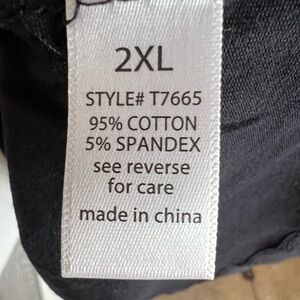 2XL
STYLE# T7665
95% COTTON
5% SPANDEX
see reverse
for care
made in china